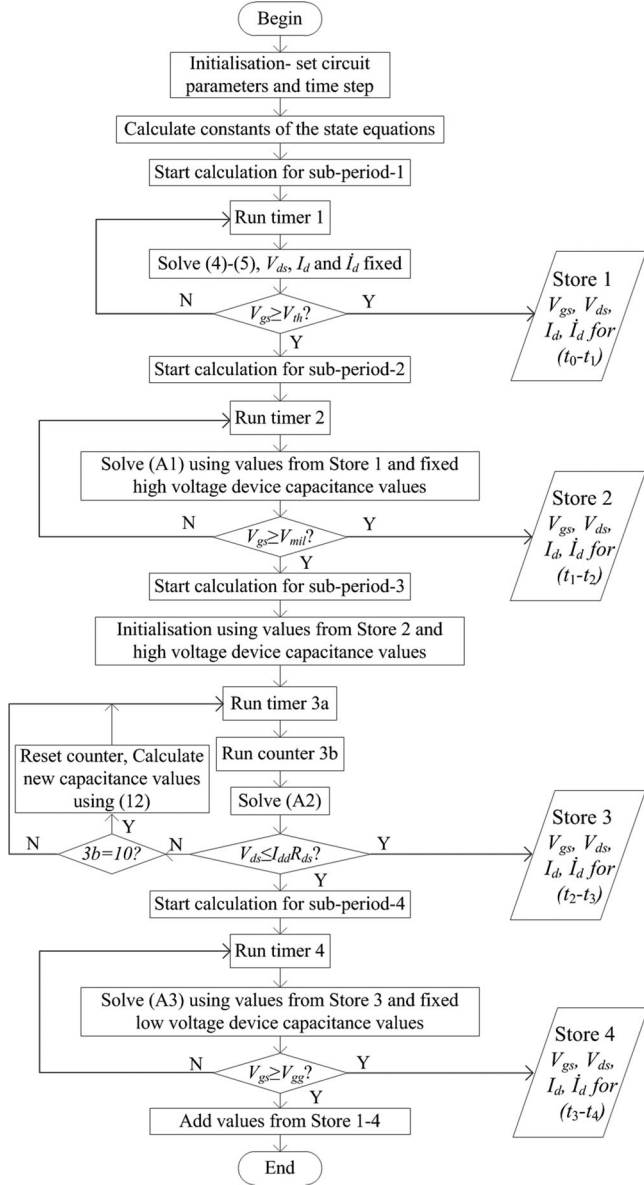 Begin
Initialisation- set circuit
parameters and time step
Calculate constants of the state equations
Start calculation for sub-period-1
Run timer 1
Solve (4)-(5), V_ds, I_d and İ_d fixed
N
V_gs≥V_th?
Y
Y
Store 1
V_gs, V_ds,
I_d, İ_d for
(t_0-t_1)
Start calculation for sub-period-2
Run timer 2
Solve (A1) using values from Store 1 and fixed
high voltage device capacitance values
N
V_gs≥V_mil?
Y
Y
Store 2
V_gs, V_ds,
I_d, İ_d for
(t_1-t_2)
Start calculation for sub-period-3
Initialisation using values from Store 2 and
high voltage device capacitance values
Run timer 3a
Run counter 3b
Reset counter, Calculate
new capacitance values
using (12)
Solve (A2)
Y
N
3b=10?
N
V_ds≤I_ddR_ds?
Y
Y
Store 3
V_gs, V_ds,
I_d, İ_d for
(t_2-t_3)
Start calculation for sub-period-4
Run timer 4
Solve (A3) using values from Store 3 and fixed
low voltage device capacitance values
N
V_gs≥V_gg?
Y
Y
Store 4
V_gs, V_ds,
I_d, İ_d for
(t_3-t_4)
Add values from Store 1-4
End